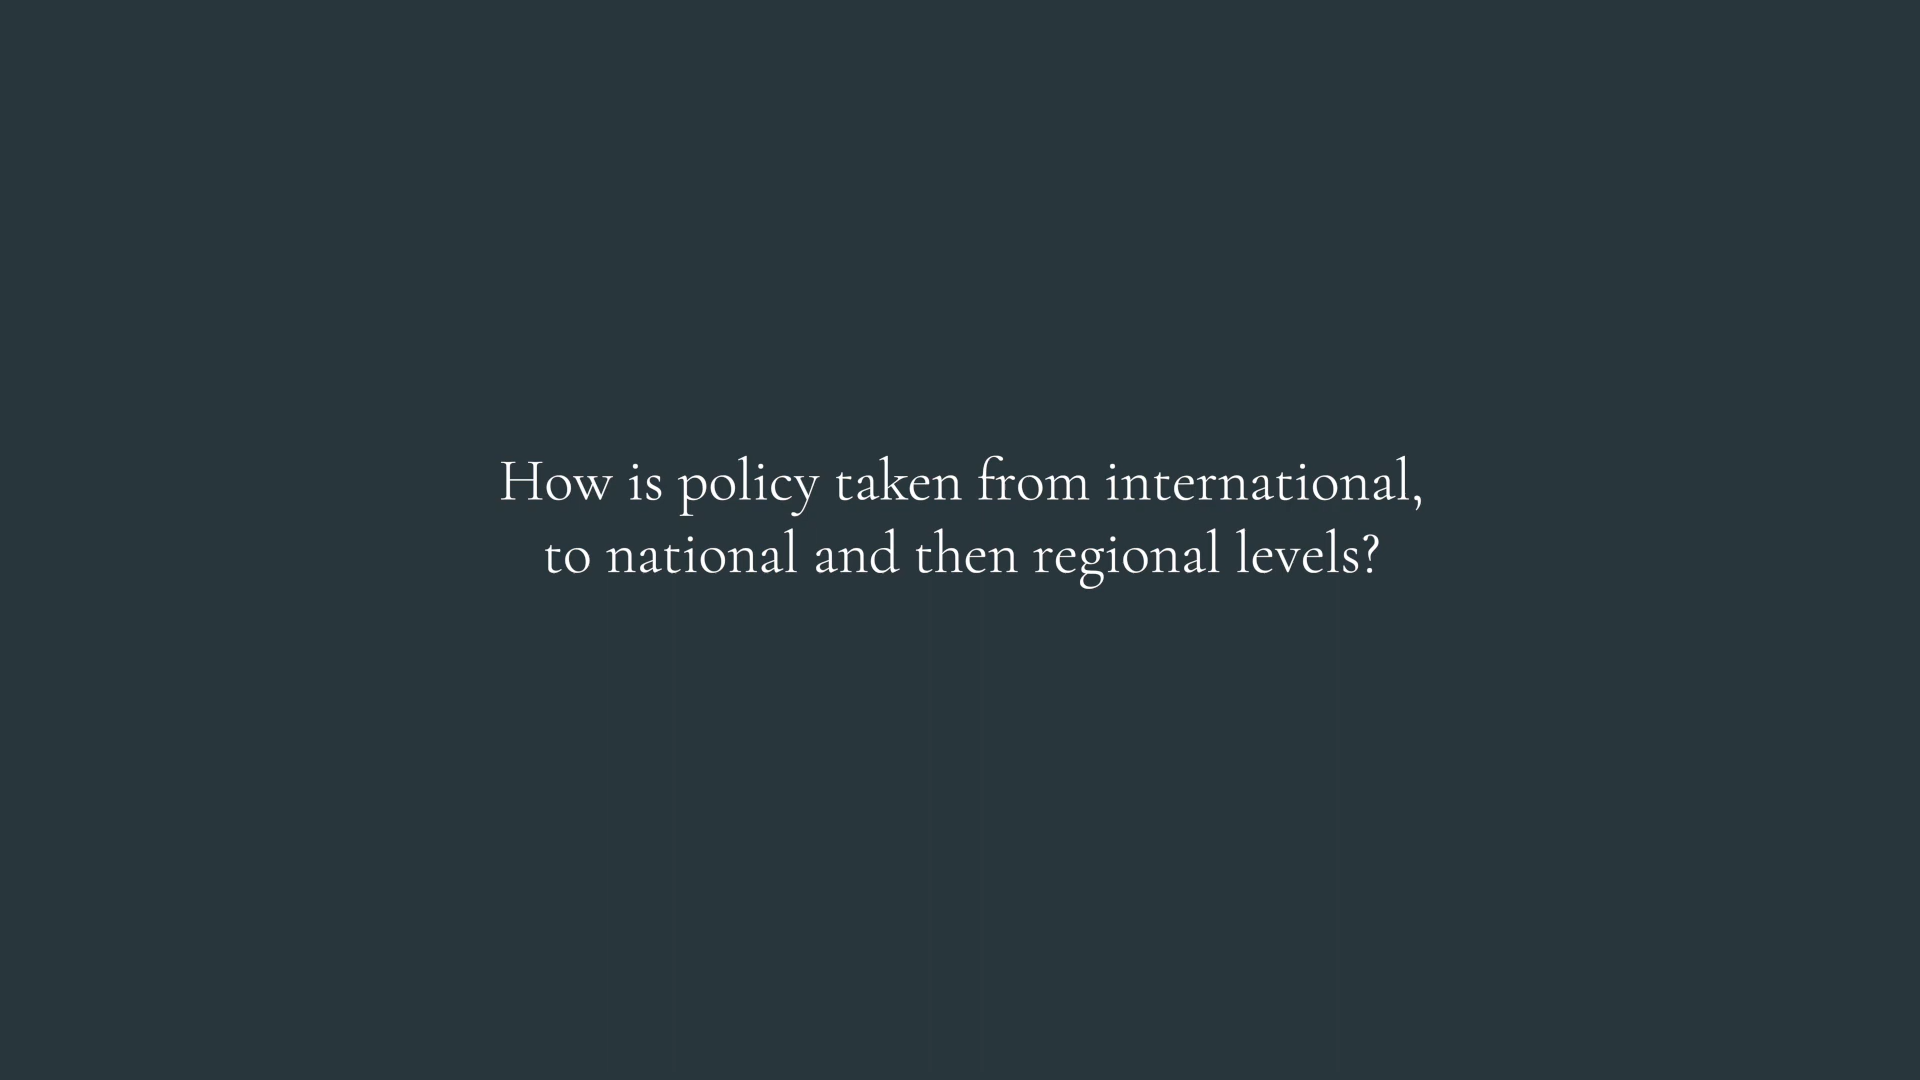 How is policy taken from international,
to national and then regional levels?